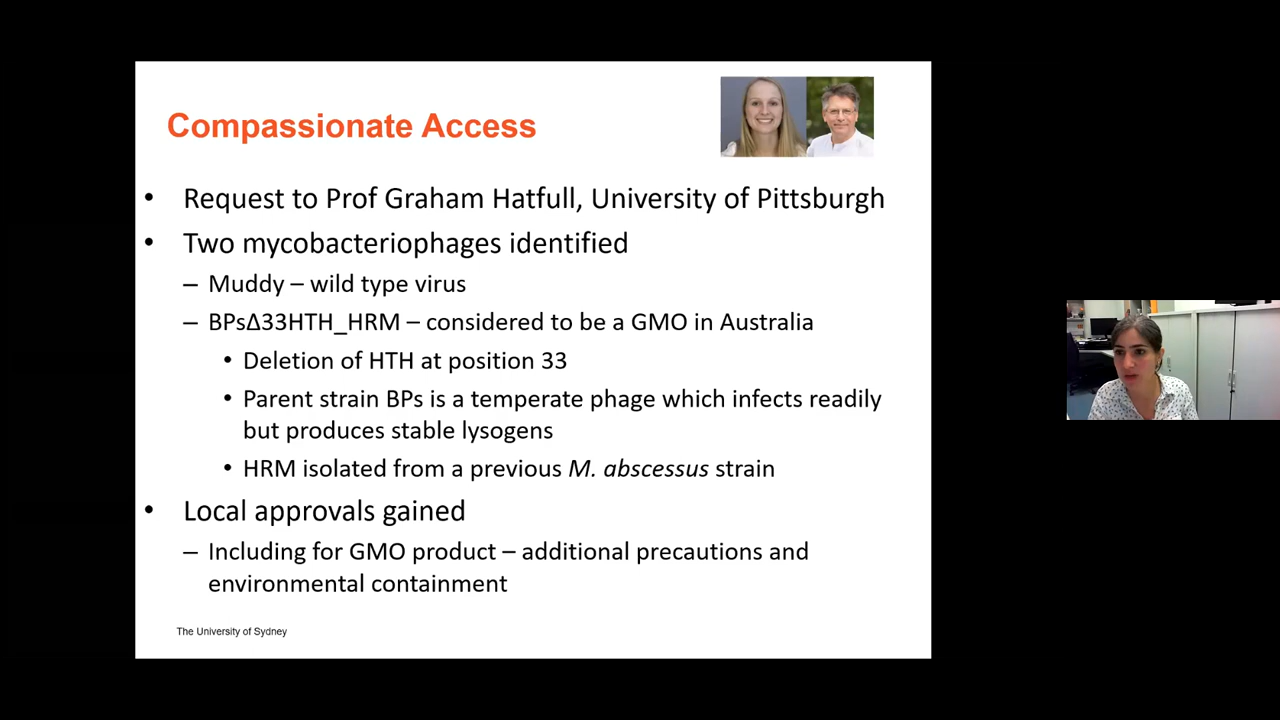 Compassionate Access
• Request to Prof Graham Hatfull, University of Pittsburgh
• Two mycobacteriophages identified
– Muddy – wild type virus
– BPsΔ33HTH_HRM – considered to be a GMO in Australia
• Deletion of HTH at position 33
• Parent strain BPs is a temperate phage which infects readily
but produces stable lysogens
• HRM isolated from a previous M. abscessus strain
• Local approvals gained
– Including for GMO product – additional precautions and
environmental containment
The University of Sydney